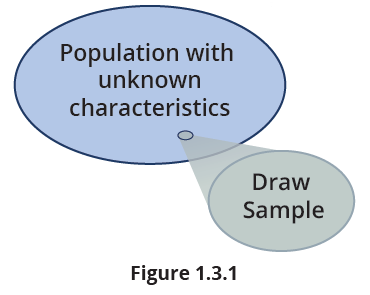 Population with
unknown
characteristics
Draw
Sample
Figure 1.3.1